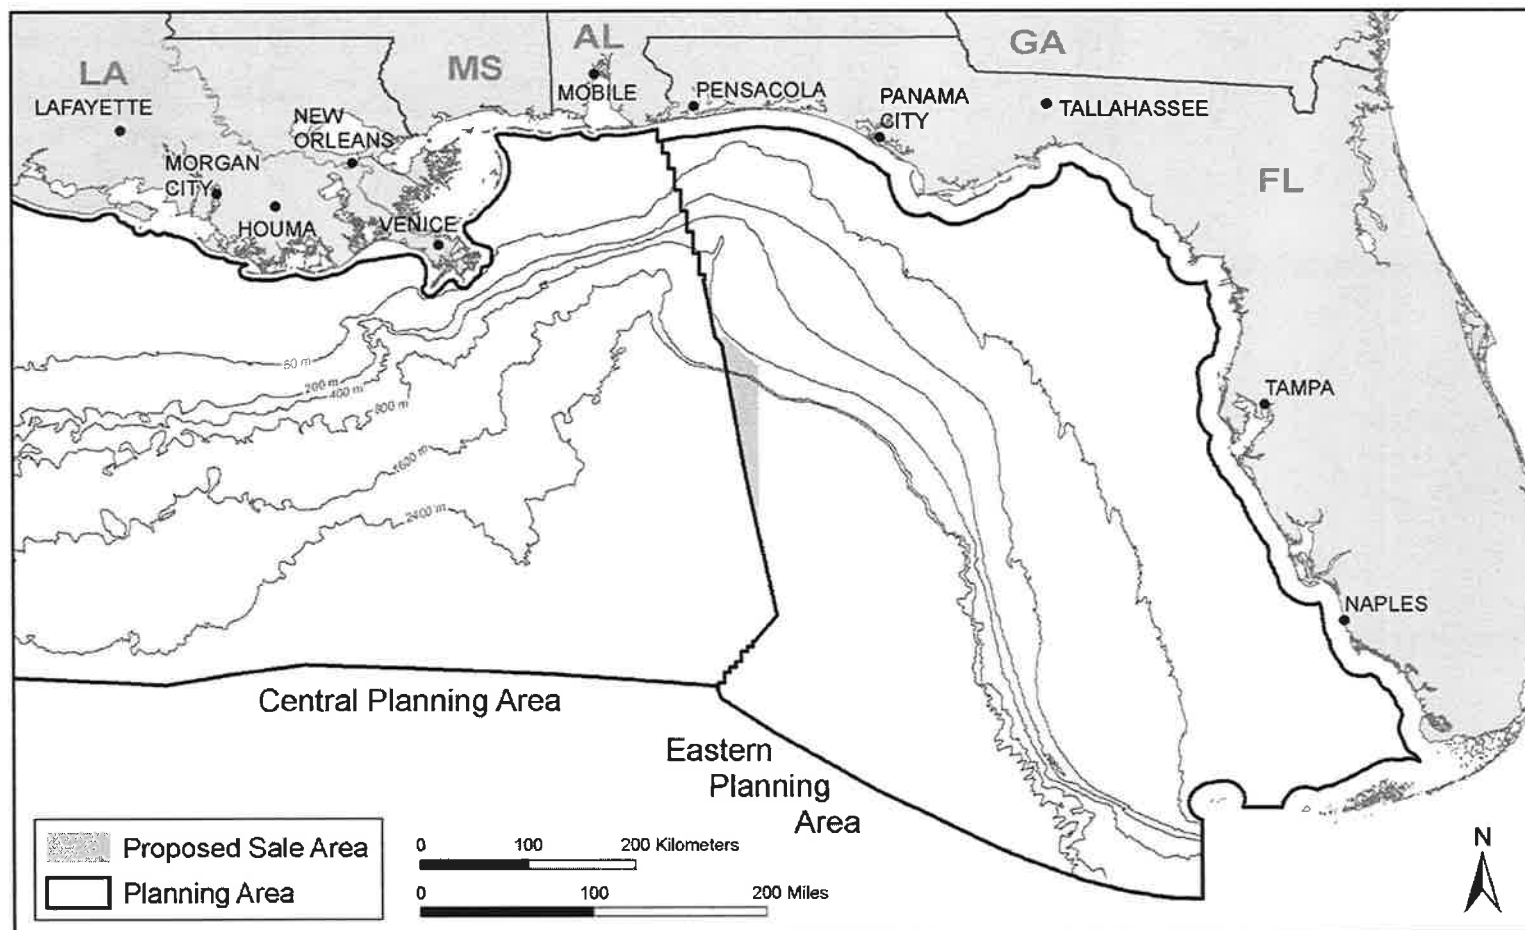 LA
MS
AL
GA
FL
LAFAYETTE
NEW
ORLEANS
MORGAN
CITY
HOUMA
VENICE
MOBILE
PENSACOLA
PANAMA
CITY
TALLAHASSEE
TAMPA
NAPLES
60 m
200 m
400 m
800 m
1600 m
2400 m
Central Planning Area
Eastern
Planning
Area
Proposed Sale Area
Planning Area
0 100 200 Kilometers
0 100 200 Miles
N